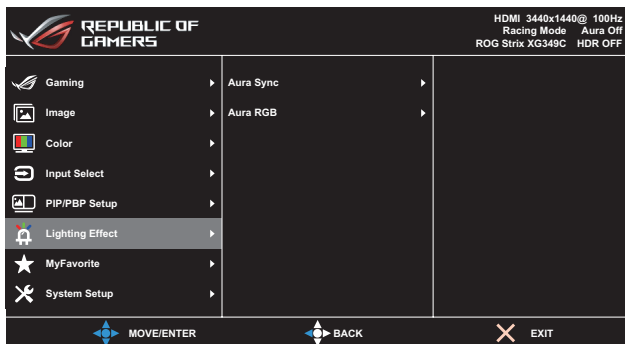 REPUBLIC OF
GAMERS
HDMI 3440x1440@ 100Hz
Racing Mode Aura Off
ROG Strix XG349C HDR OFF
Gaming
Image
Color
Input Select
PIP/PBP Setup
Lighting Effect
MyFavorite
System Setup
Aura Sync
Aura RGB
MOVE/ENTER
BACK
EXIT